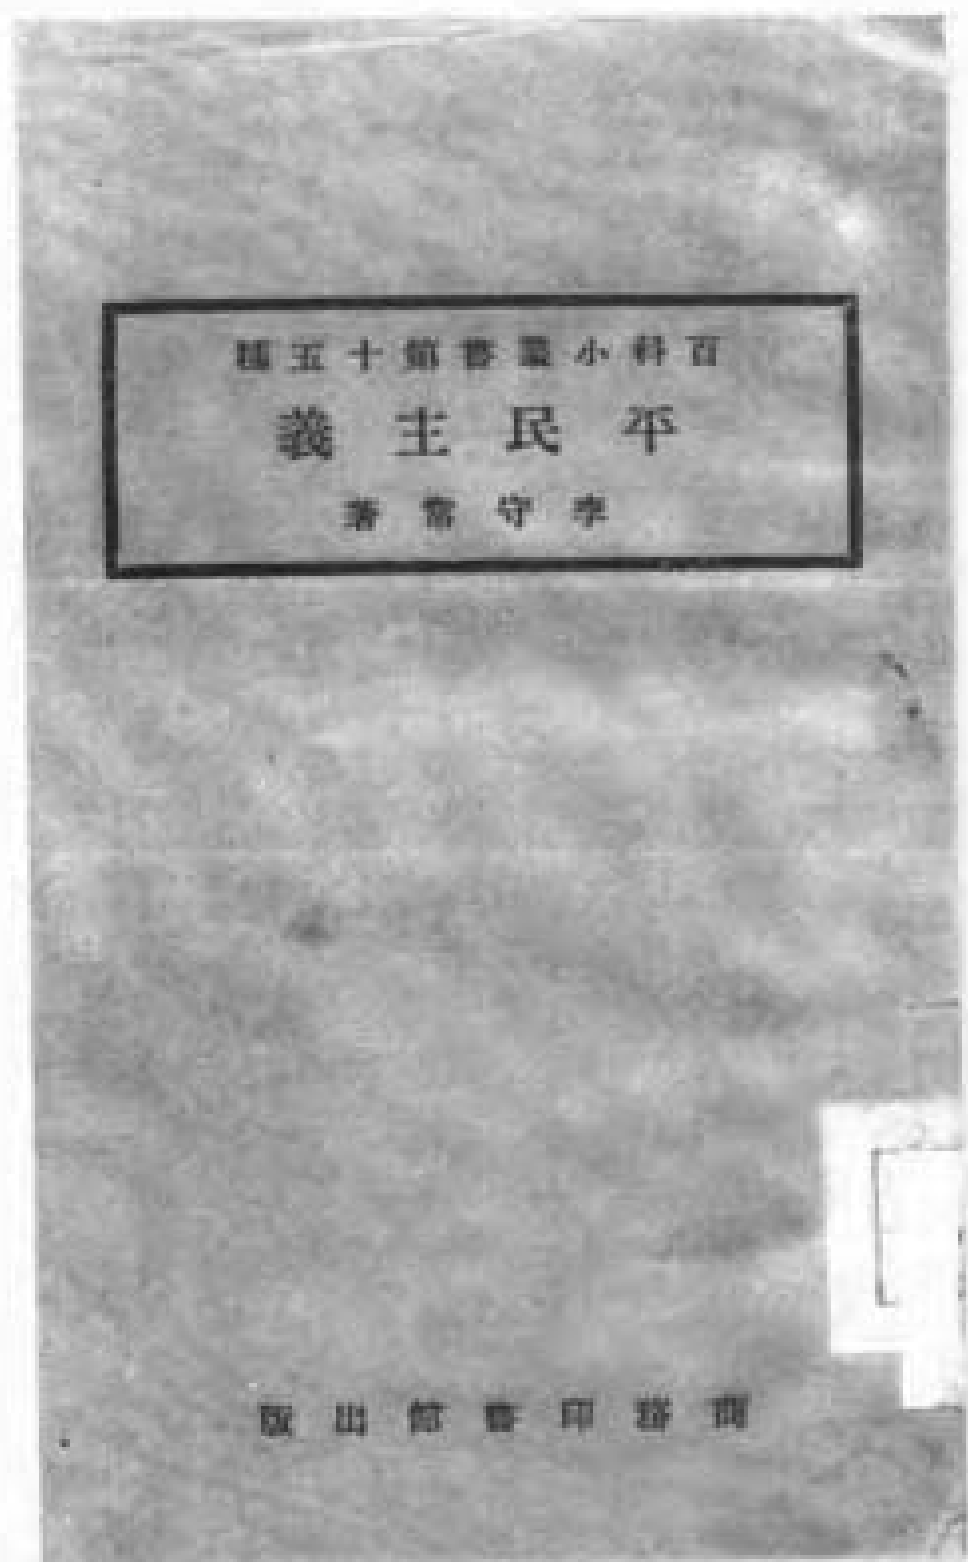 百科小叢書第十五種
平民主義
李守常著
商務印書館出版